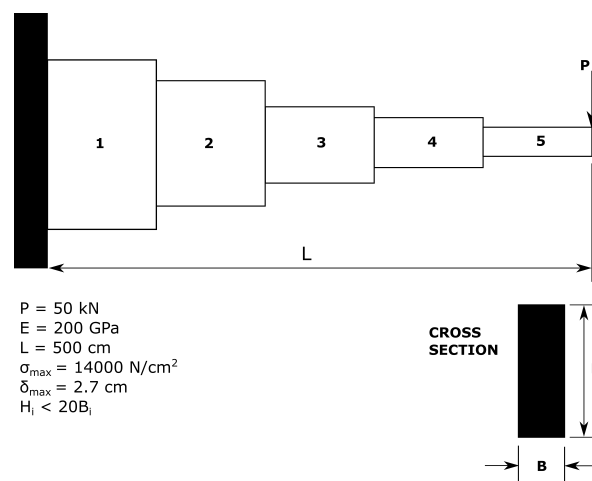 P
1
2
3
4
5
L
P = 50 kN
E = 200 GPa
L = 500 cm
σmax = 14000 N/cm²
δmax = 2.7 cm
Hᵢ < 20Bᵢ
CROSS
SECTION
B